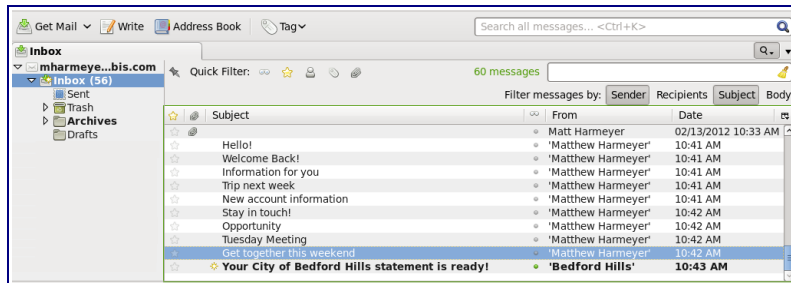 Get Mail Write Address Book Tag Search all messages... <Ctrl+K>
Inbox
mharmeye...bis.com
Quick Filter: 60 messages
Inbox (56)
Sent
Filter messages by: Sender Recipients Subject Body
Trash
Archives
Subject From Date
Drafts
Matt Harmeyer 02/13/2012 10:33 AM
Hello! 'Matthew Harmeyer' 10:41 AM
Welcome Back! 'Matthew Harmeyer' 10:41 AM
Information for you 'Matthew Harmeyer' 10:41 AM
Trip next week 'Matthew Harmeyer' 10:41 AM
New account information 'Matthew Harmeyer' 10:41 AM
Stay in touch! 'Matthew Harmeyer' 10:42 AM
Opportunity 'Matthew Harmeyer' 10:42 AM
Tuesday Meeting 'Matthew Harmeyer' 10:42 AM
Get together this weekend 'Matthew Harmeyer' 10:42 AM
Your City of Bedford Hills statement is ready! 'Bedford Hills' 10:43 AM